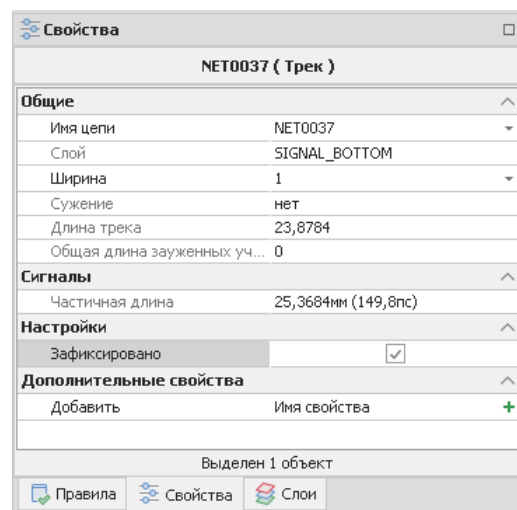 Свойства
NET0037 ( Трек )
Общие
Имя цепи NET0037
Слой SIGNAL_BOTTOM
Ширина 1
Сужение нет
Длина трека 23,8784
Общая длина зауженных уч... 0
Сигналы
Частичная длина 25,3684мм (149,8пс)
Настройки
Зафиксировано
Дополнительные свойства
Добавить Имя свойства
Выделен 1 объект
Правила Свойства Слои